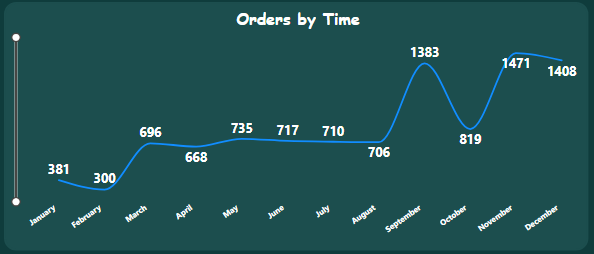 Orders by Time
381
300
696
668
735
717
710
706
1383
819
1471
1408
January
February
March
April
May
June
July
August
September
October
November
December